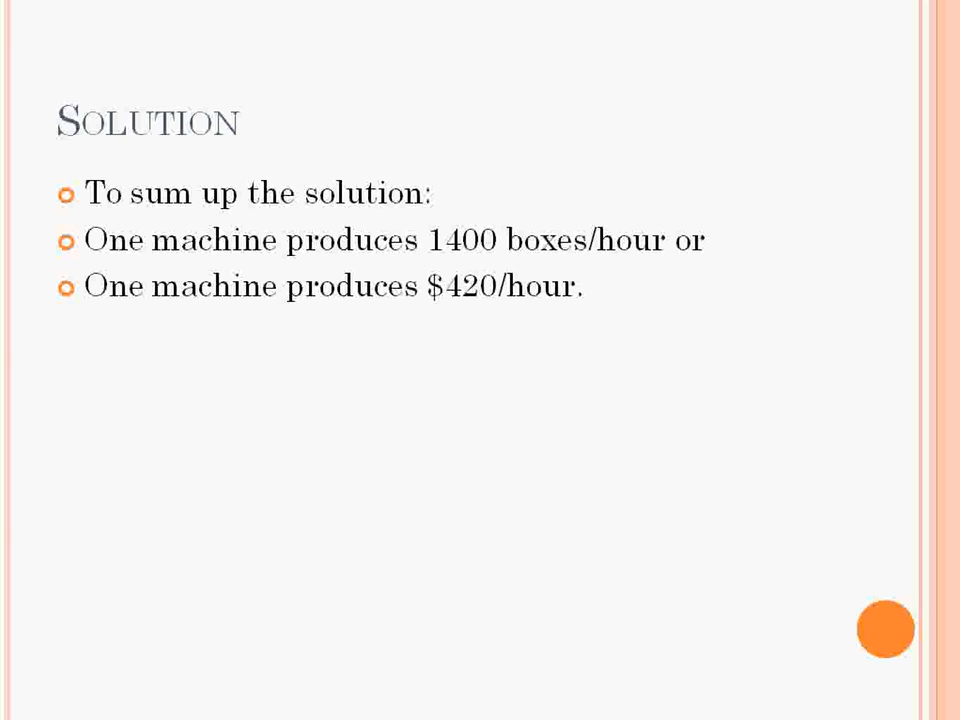 SOLUTION
To sum up the solution:
One machine produces 1400 boxes/hour or
One machine produces $420/hour.